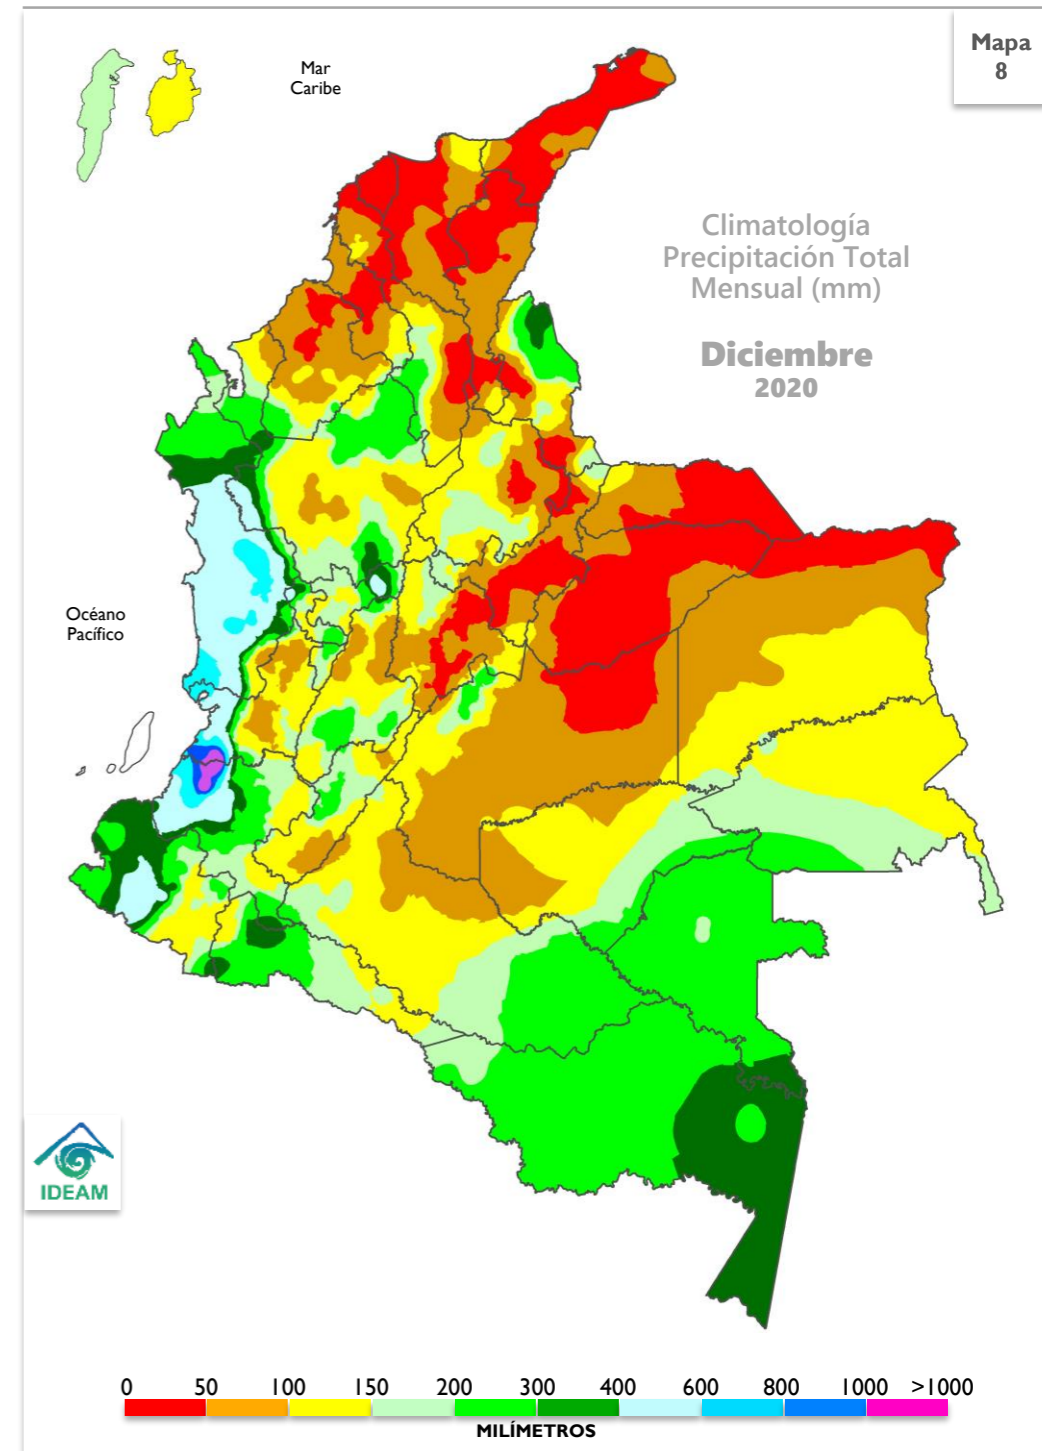 Mapa
8
Mar
Caribe
Climatología
Precipitación Total
Mensual (mm)
Diciembre
2020
Océano
Pacífico
IDEAM
0 50 100 150 200 300 400 600 800 1000 >1000
MILÍMETROS